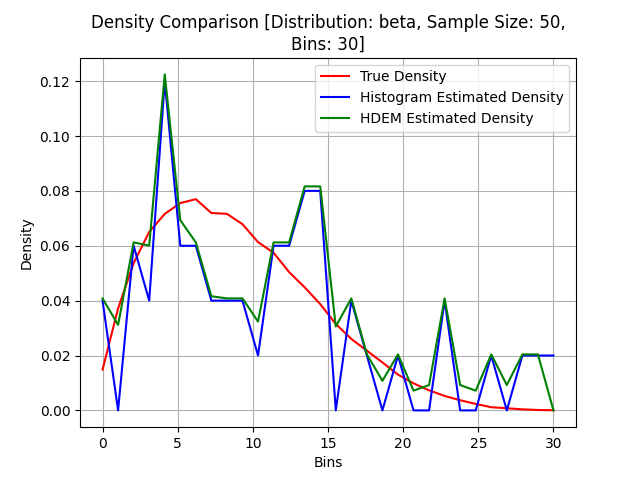 Density Comparison [Distribution: beta, Sample Size: 50,
Bins: 30]
True Density
Histogram Estimated Density
HDEM Estimated Density
Density
0.12
0.10
0.08
0.06
0.04
0.02
0.00
0 5 10 15 20 25 30
Bins